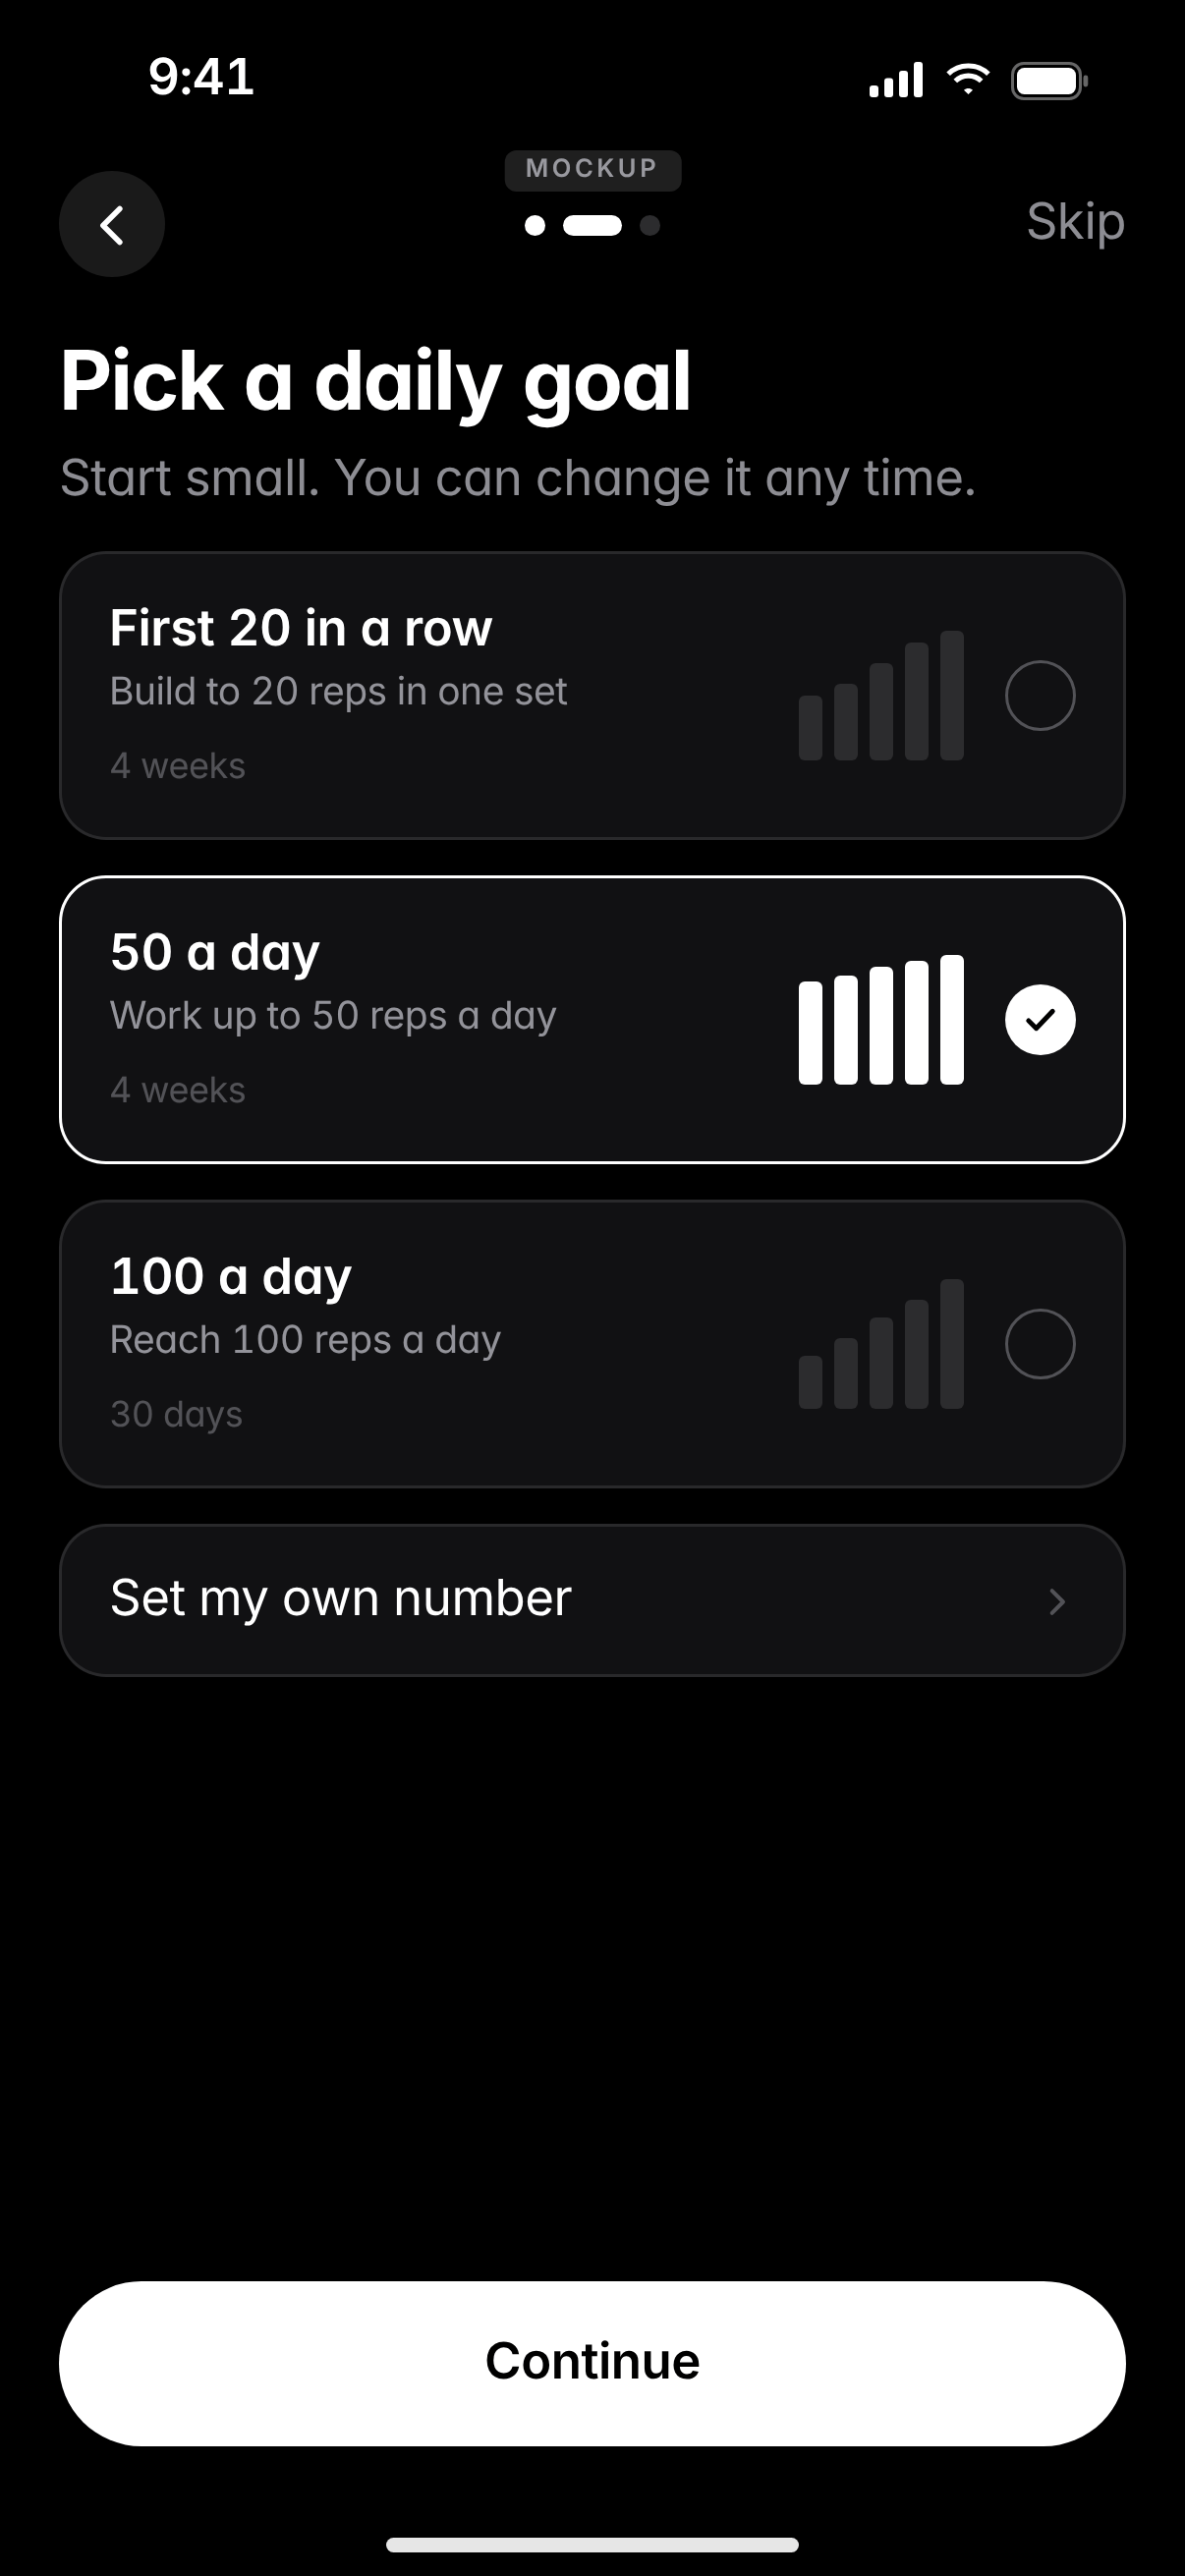 9:41
MOCKUP
Skip
Pick a daily goal
Start small. You can change it any time.
First 20 in a row
Build to 20 reps in one set
4 weeks
50 a day
Work up to 50 reps a day
4 weeks
100 a day
Reach 100 reps a day
30 days
Set my own number
Continue